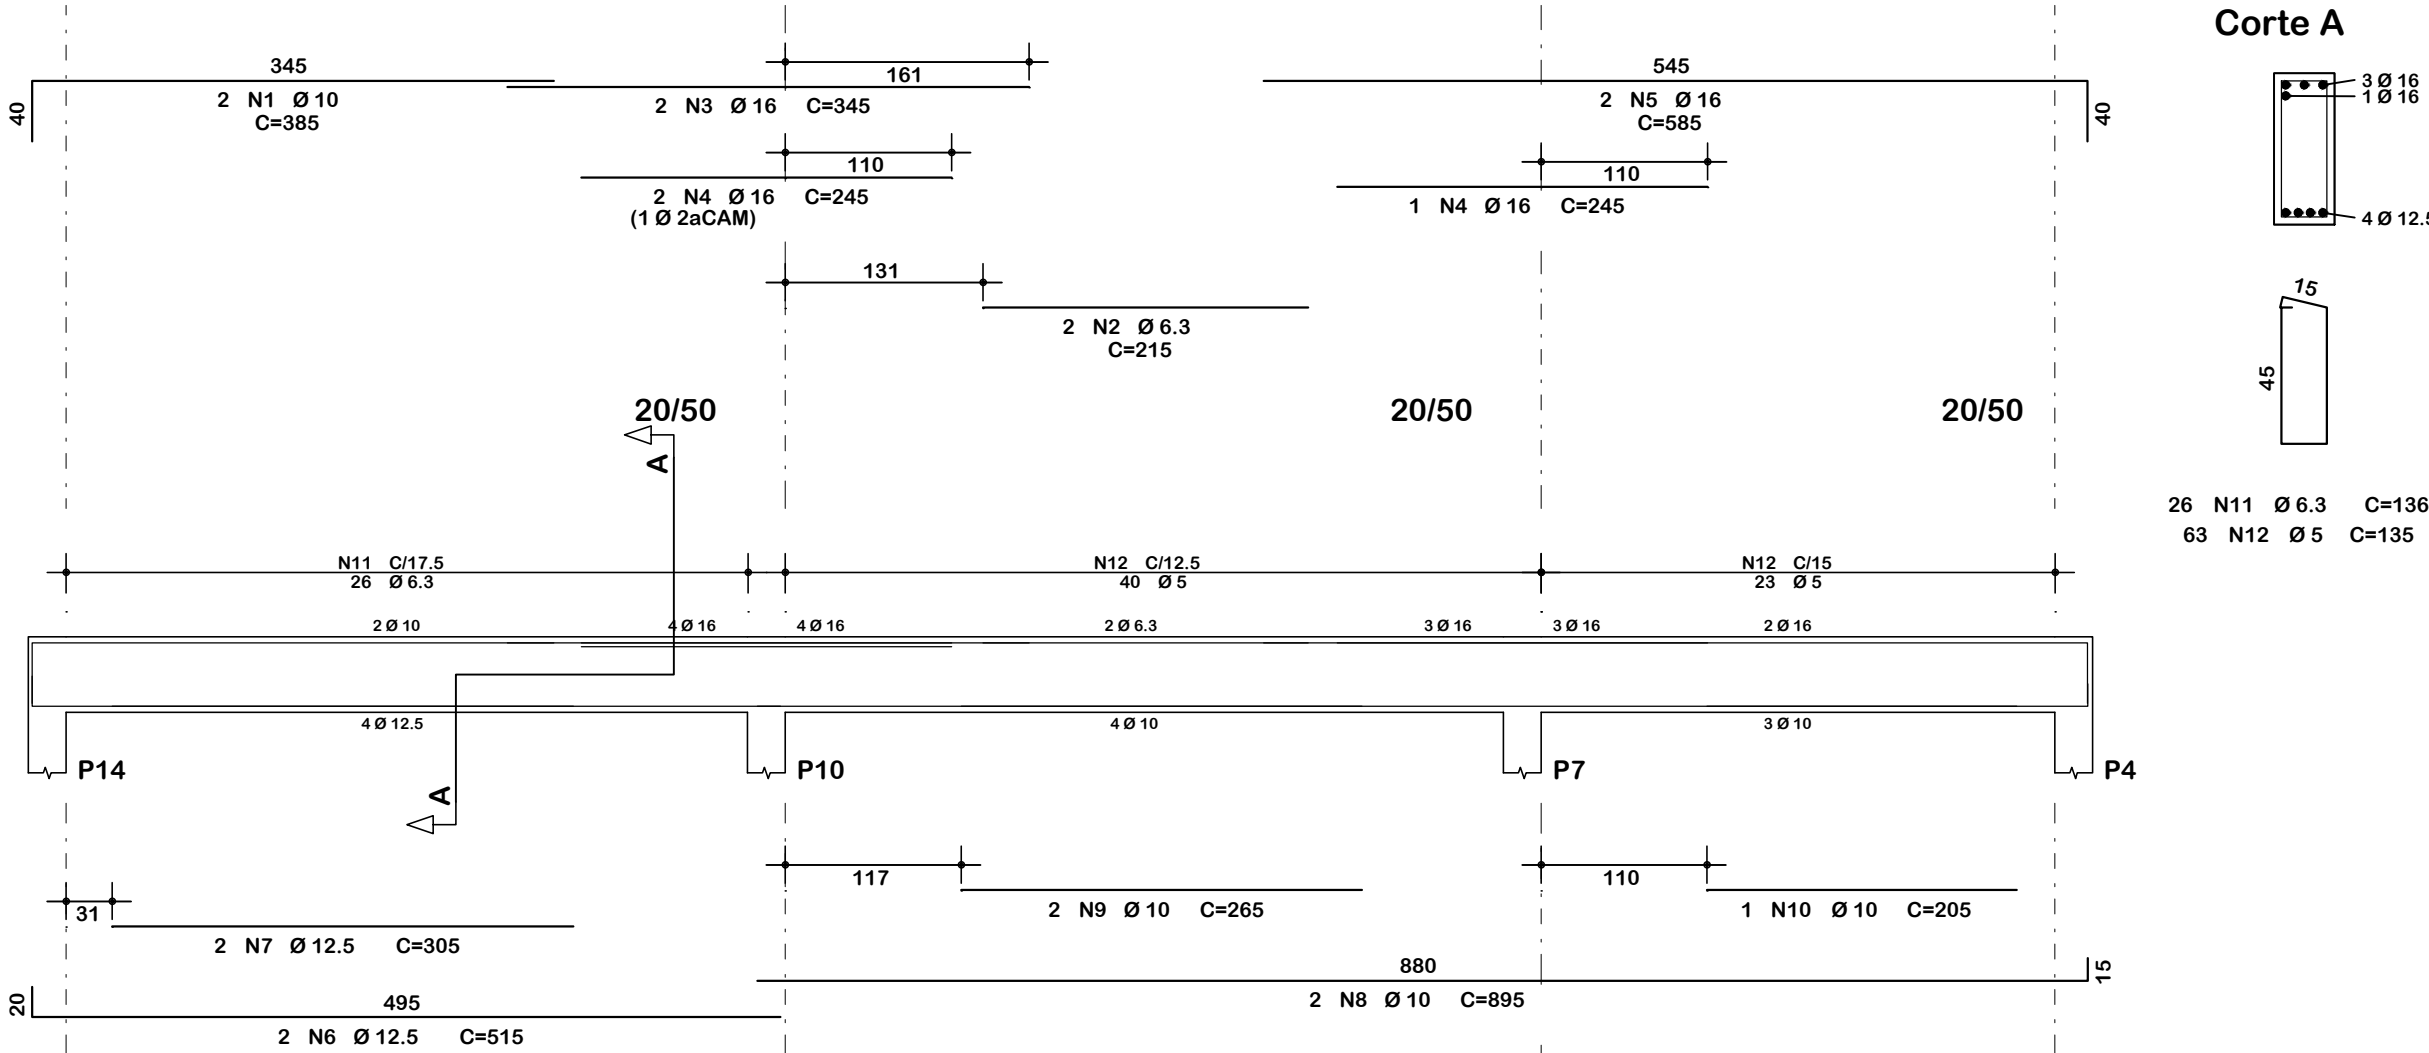 Corte A
345
161
545
3 Ø 16
1 Ø 16
40
2 N1 Ø 10
C=385
2 N3 Ø 16 C=345
2 N5 Ø 16
C=585
40
110
110
2 N4 Ø 16 C=245
(1 Ø 2aCAM)
1 N4 Ø 16 C=245
4 Ø 12.5
131
2 N2 Ø 6.3
C=215
15
45
20/50
20/50
20/50
A
26 N11 Ø 6.3 C=136
63 N12 Ø 5 C=135
N11 C/17.5
26 Ø 6.3
N12 C/12.5
40 Ø 5
N12 C/15
23 Ø 5
2 Ø 10
4 Ø 16
4 Ø 16
2 Ø 6.3
3 Ø 16
3 Ø 16
2 Ø 16
4 Ø 12.5
4 Ø 10
3 Ø 10
P14
P10
P7
P4
A
117
110
31
2 N9 Ø 10 C=265
1 N10 Ø 10 C=205
2 N7 Ø 12.5 C=305
880
15
2 N8 Ø 10 C=895
20
495
2 N6 Ø 12.5 C=515